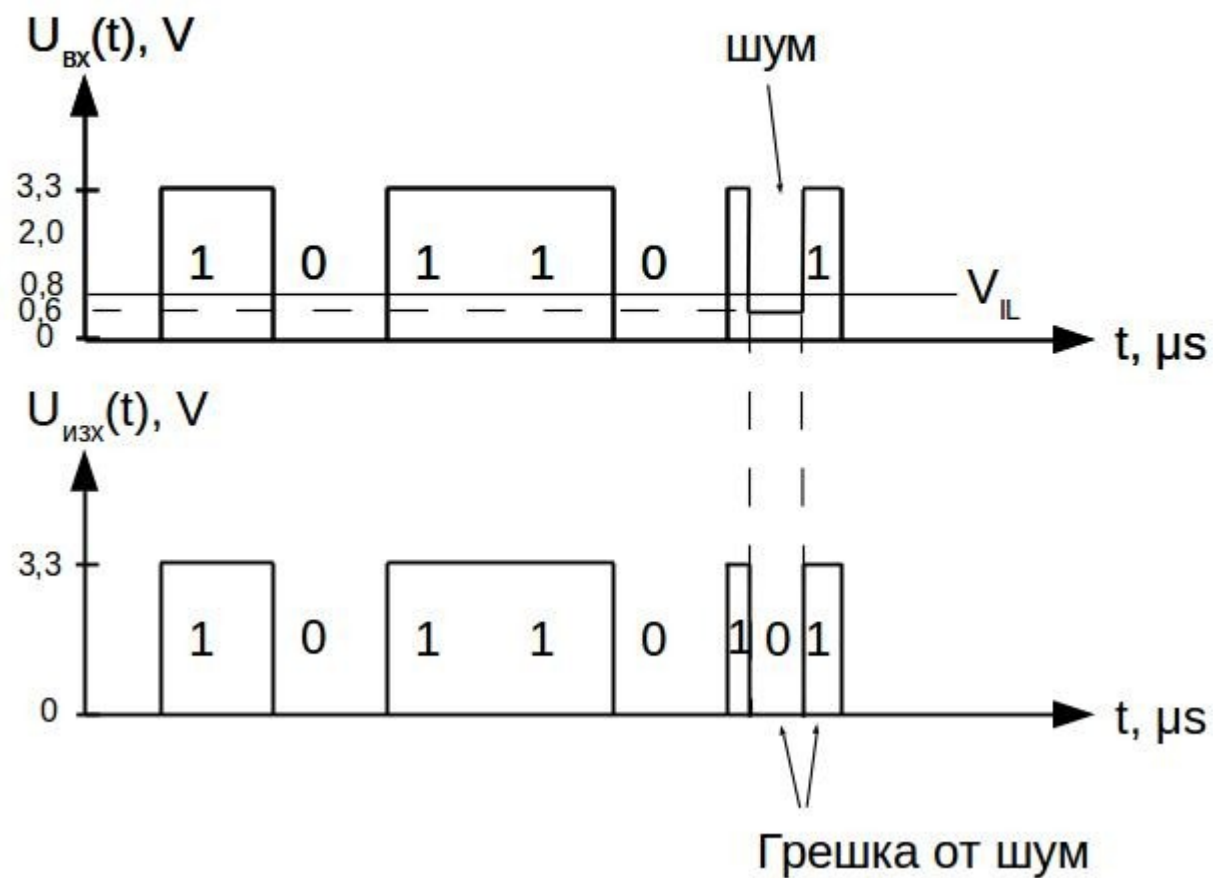 Uвх(t), V
шум
3,3
2,0
0,8
0,6
0
1 0 1 1 0 1
VIL
t, µs
Uизх(t), V
3,3
0
1 0 1 1 0 1 0 1
t, µs
Грешка от шум